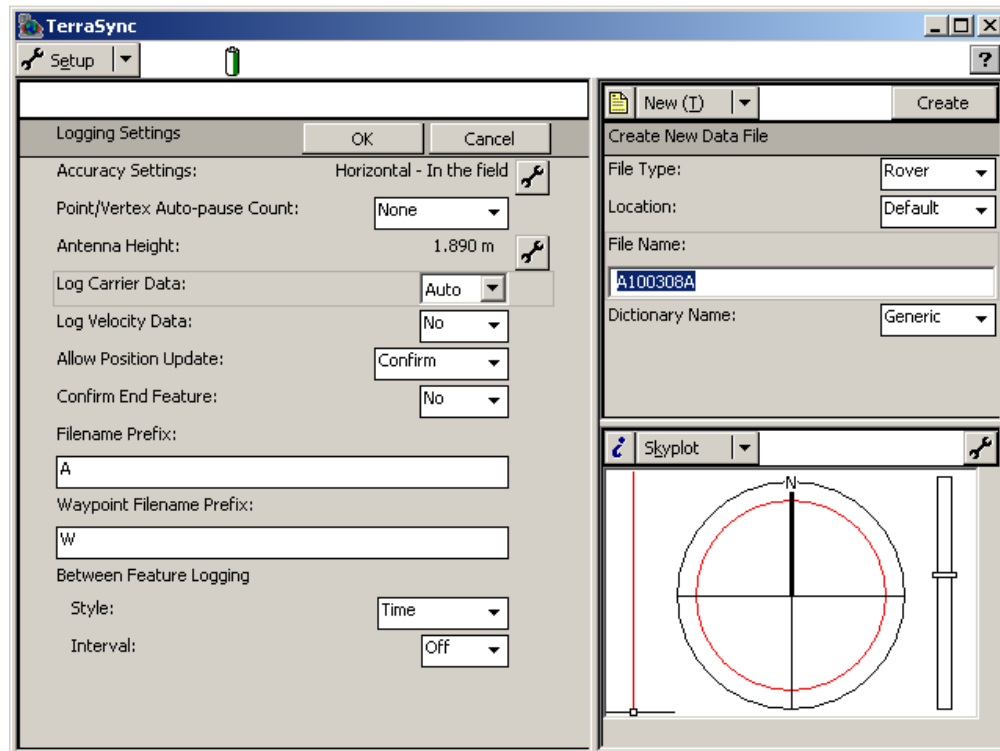 TerraSync
Setup
?
Logging Settings OK Cancel
Accuracy Settings: Horizontal - In the field
Point/Vertex Auto-pause Count: None
Antenna Height: 1.890 m
Log Carrier Data: Auto
Log Velocity Data: No
Allow Position Update: Confirm
Confirm End Feature: No
Filename Prefix:
A
Waypoint Filename Prefix:
W
Between Feature Logging
Style: Time
Interval: Off
New (T) Create
Create New Data File
File Type: Rover
Location: Default
File Name:
A100308A
Dictionary Name: Generic
i Skyplot
N